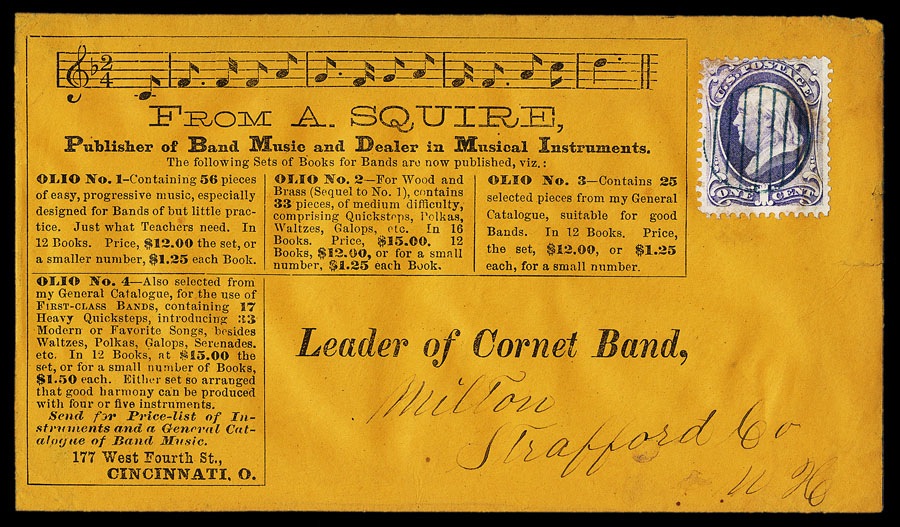 2
4
FROM A. SQUIRE,
Publisher of Band Music and Dealer in Musical Instruments.
The following Sets of Books for Bands are now published, viz.:
OLIO No. 1—Containing 56 pieces
of easy, progressive music, especially
designed for Bands of but little prac-
tice. Just what Teachers need. In
12 Books. Price, $12.00 the set, or
a smaller number, $1.25 each Book.
OLIO No. 2—For Wood and
Brass (Sequel to No. 1), contains
33 pieces, of medium difficulty,
comprising Quicksteps, Polkas,
Waltzes, Galops, etc. In 16
Books. Price, $15.00. 12
Books, $12.00, or for a small
number, $1.25 each Book.
OLIO No. 3—Contains 25
selected pieces from my General
Catalogue, suitable for good
Bands. In 12 Books. Price,
the set, $12.00, or $1.25
each, for a small number.
OLIO No. 4—Also selected from
my General Catalogue, for the use of
FIRST-CLASS BANDS, containing 17
Heavy Quicksteps, introducing 33
Modern or Favorite Songs, besides
Waltzes, Polkas, Galops, Serenades.
etc. In 12 Books, at $15.00 the
set, or for a small number of Books,
$1.50 each. Either set so arranged
that good harmony can be produced
with four or five instruments.
Send for Price-list of In-
struments and a General Cat-
alogue of Band Music.
177 West Fourth St.,
CINCINNATI, O.
U.S. POSTAGE
ONE 1 CENT
Leader of Cornet Band,
Milton
Strafford Co
N H